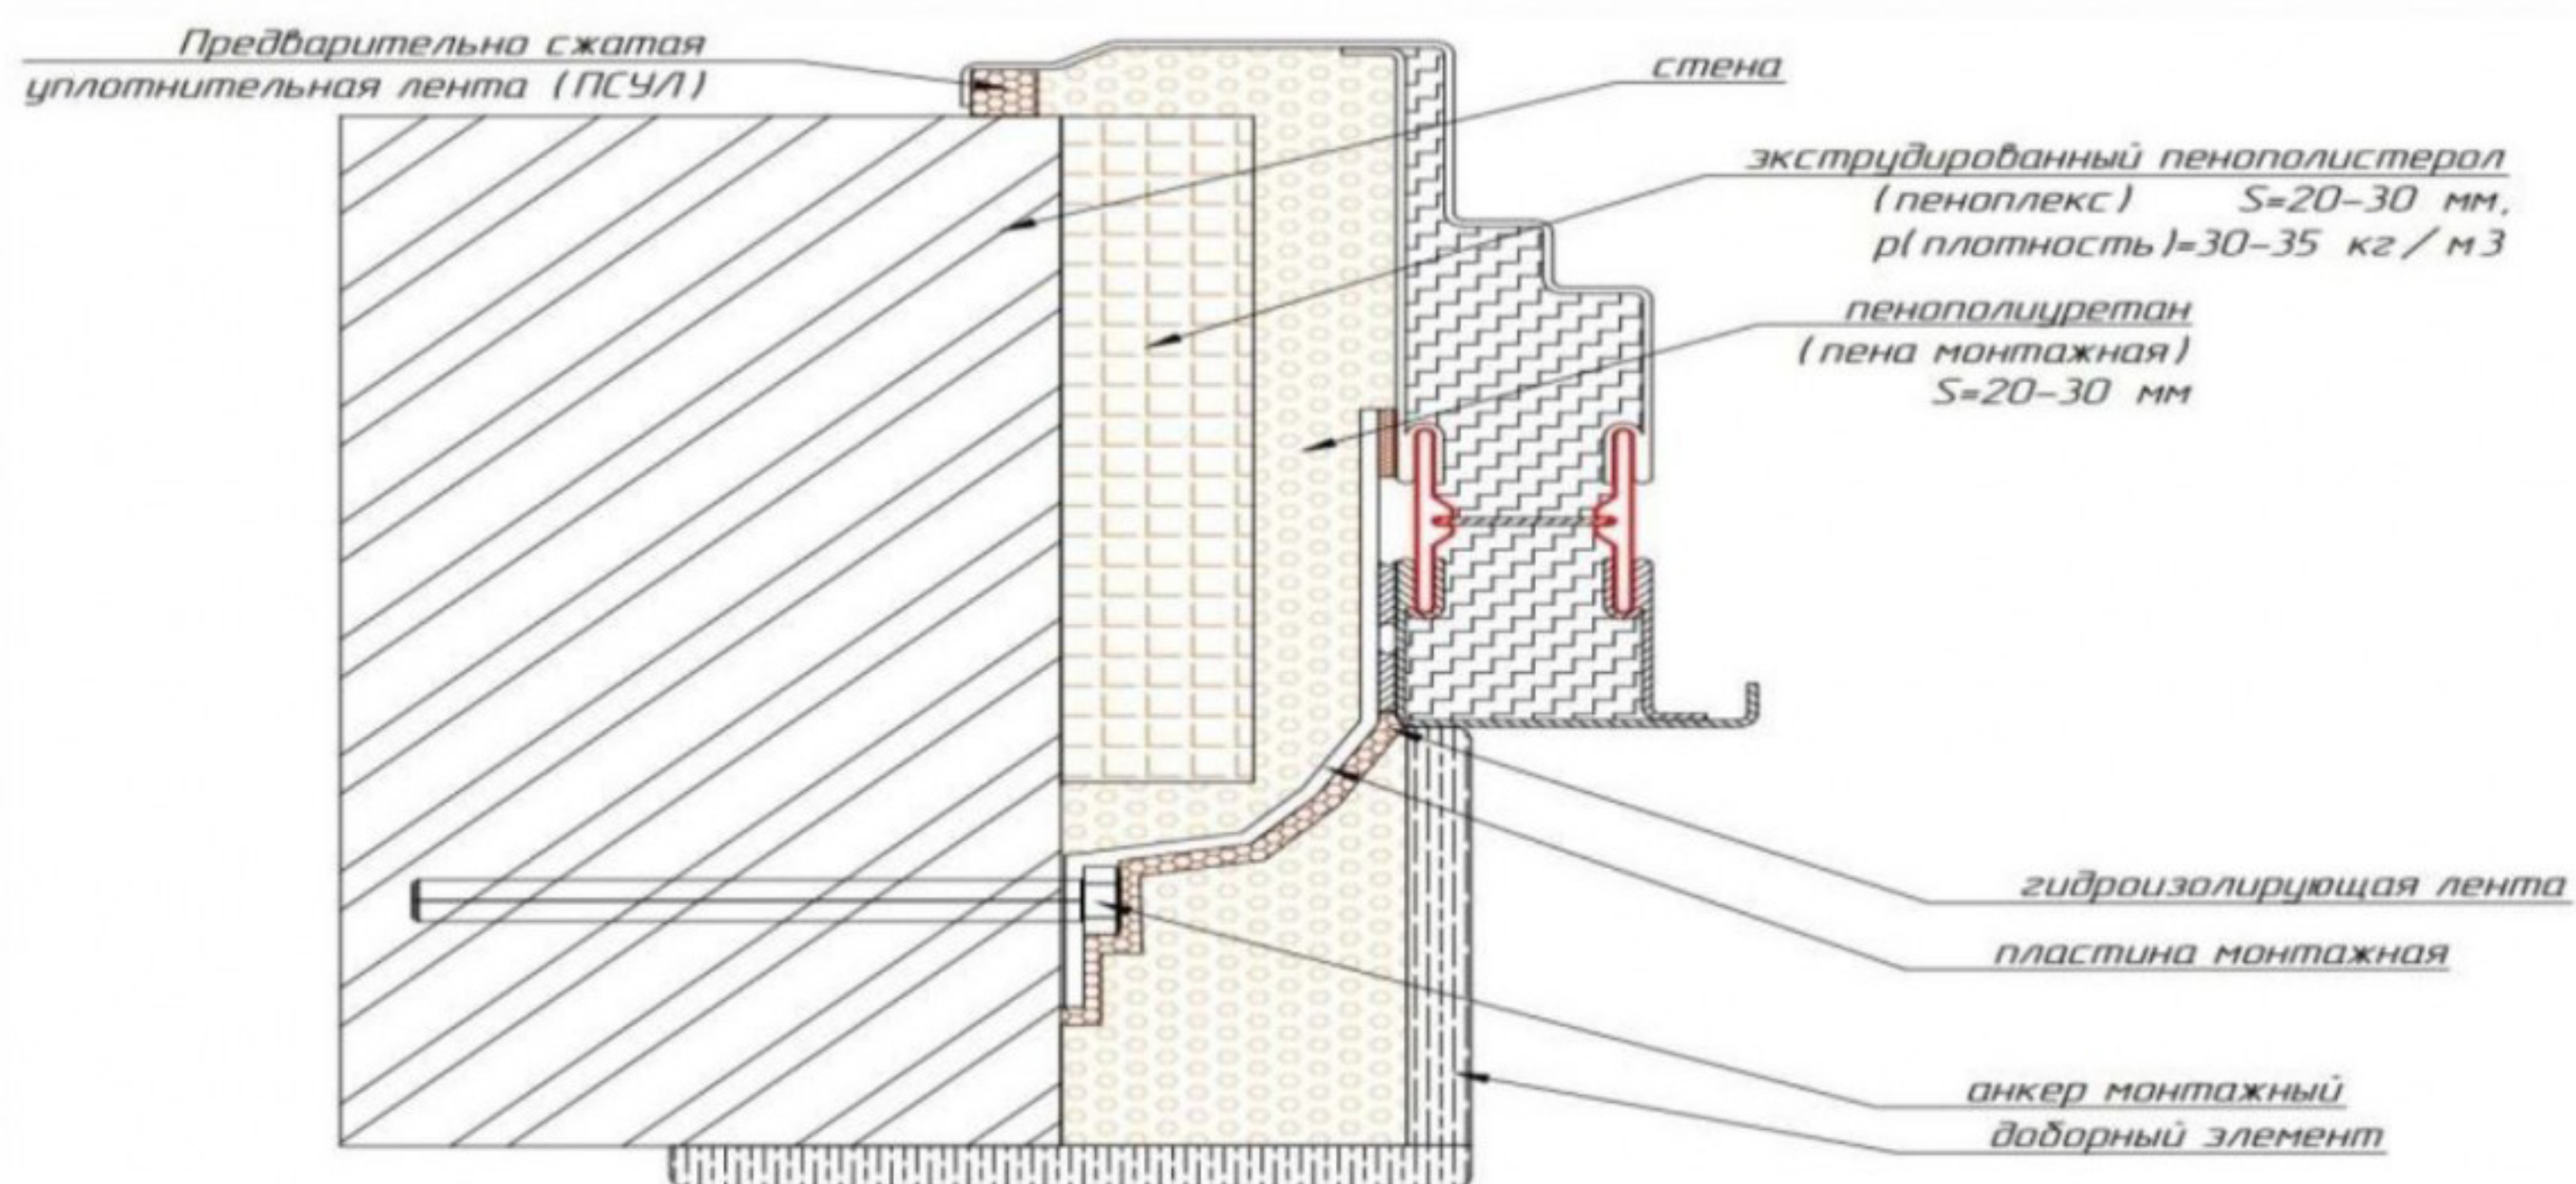 Предварительно сжатая
уплотнительная лента (ПСУЛ)
стена
экструдированный пенополистерол
(пеноплекс) S=20-30 мм,
р(плотность)=30-35 кг/м3
пенополиуретан
(пена монтажная)
S=20-30 мм
гидроизолирующая лента
пластина монтажная
анкер монтажный
доборный элемент